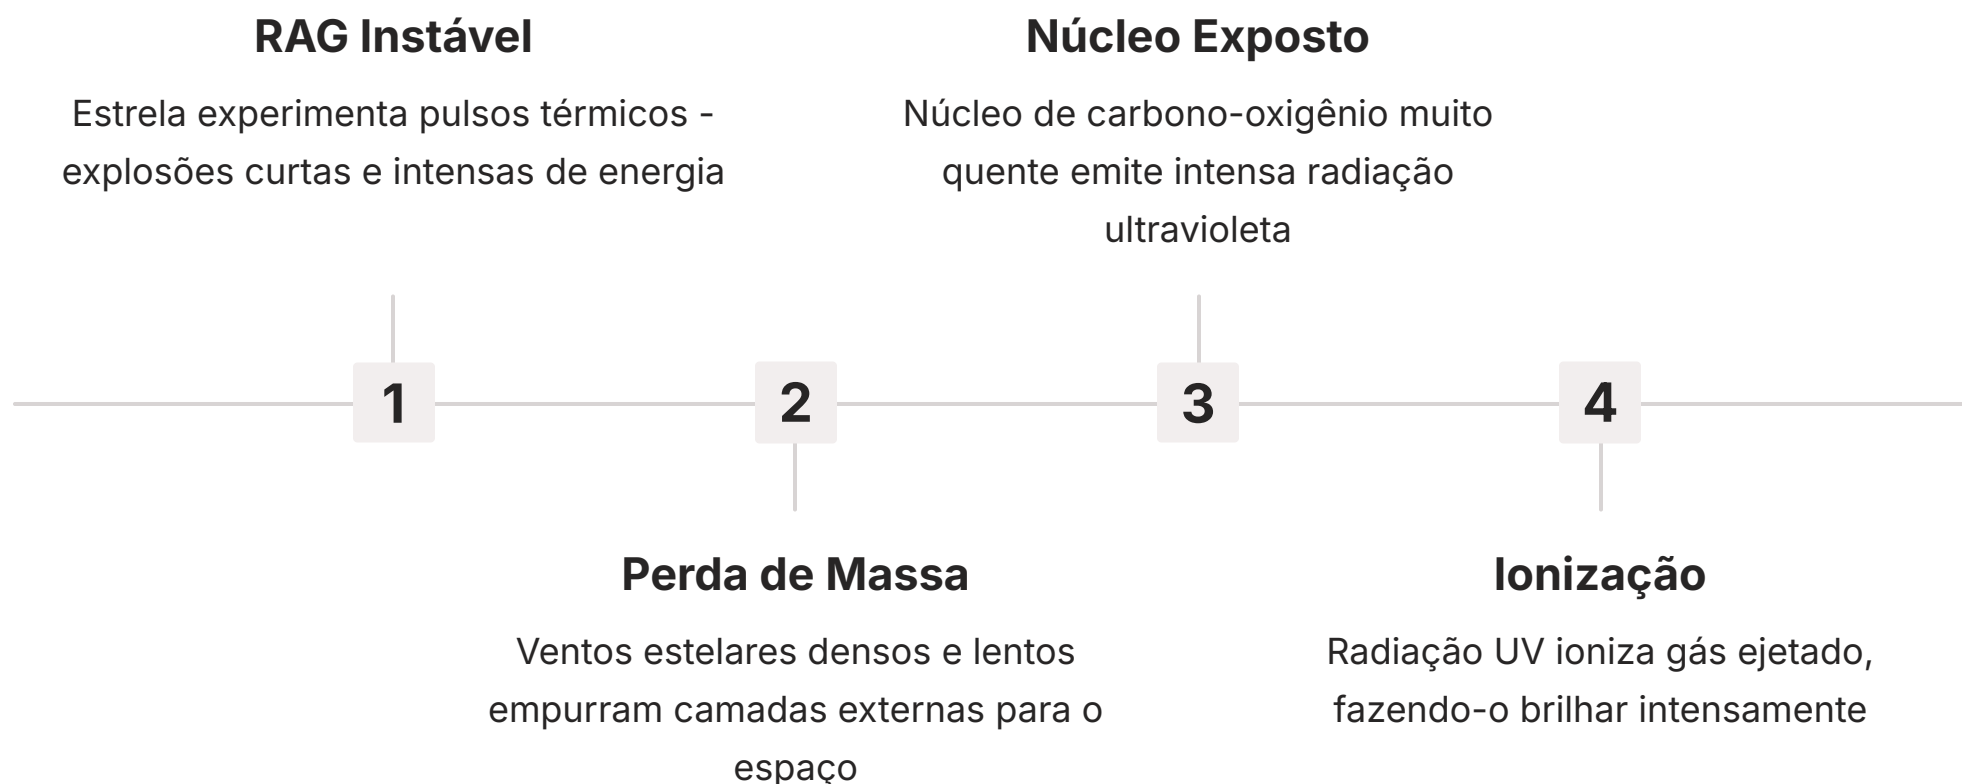 RAG Instável
Estrela experimenta pulsos térmicos -
explosões curtas e intensas de energia
Núcleo Exposto
Núcleo de carbono-oxigênio muito
quente emite intensa radiação
ultravioleta
1
2
3
4
Perda de Massa
Ventos estelares densos e lentos
empurram camadas externas para o
espaço
Ionização
Radiação UV ioniza gás ejetado,
fazendo-o brilhar intensamente